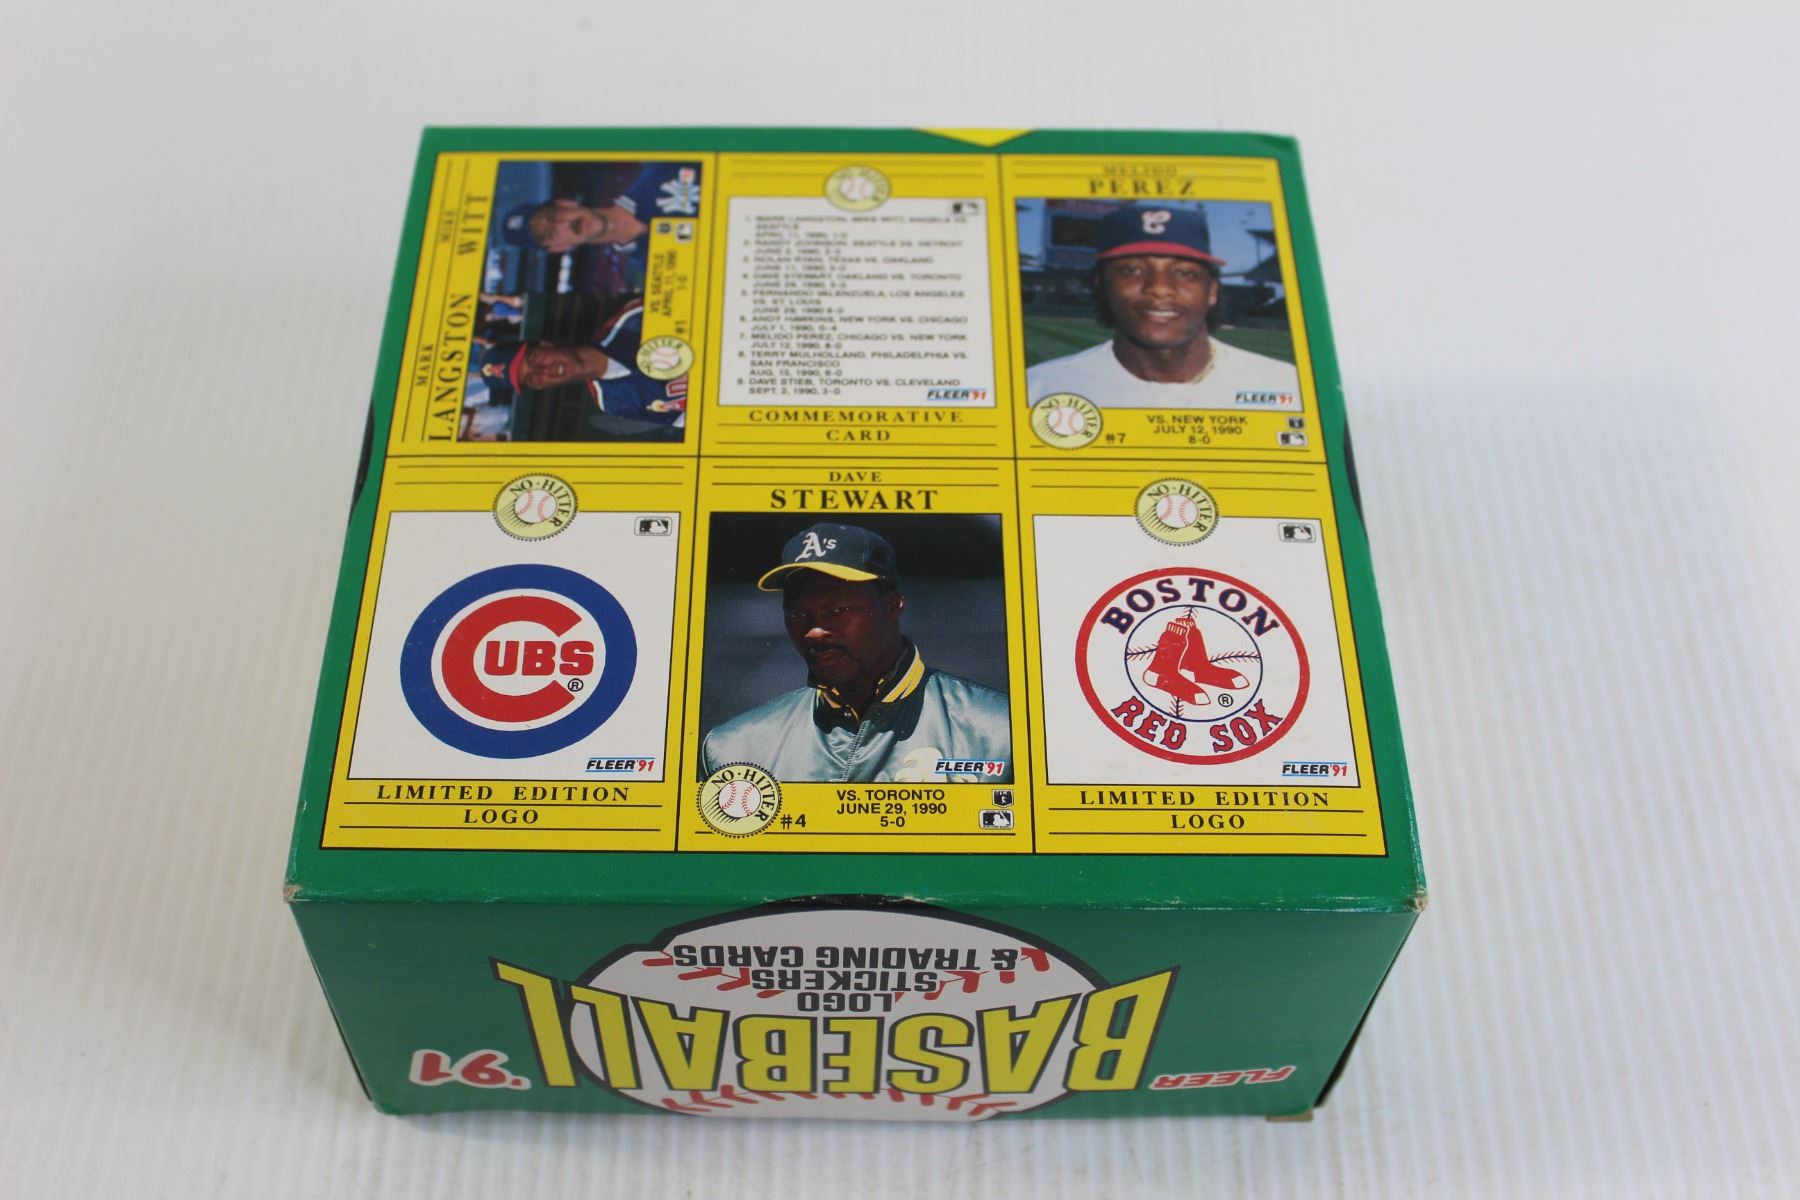 MARK MIKE
LANGSTON WITT
VS. SEATTLE
APRIL 11, 1990
1-0
NO·HITTER
#1
NO·HITTER
1. MARK LANGSTON, MIKE WITT, ANGELS VS.
SEATTLE
APRIL 11, 1990, 1-0
2. RANDY JOHNSON, SEATTLE VS. DETROIT
JUNE 2, 1990, 2-0
3. NOLAN RYAN, TEXAS VS. OAKLAND
JUNE 11, 1990, 5-0
4. DAVE STEWART, OAKLAND VS. TORONTO
JUNE 29, 1990, 5-0
5. FERNANDO VALENZUELA, LOS ANGELES
VS. ST. LOUIS
JUNE 29, 1990 6-0
6. ANDY HAWKINS, NEW YORK VS. CHICAGO
JULY 1, 1990, 0-4
7. MELIDO PEREZ, CHICAGO VS. NEW YORK
JULY 12, 1990, 8-0
8. TERRY MULHOLLAND, PHILADELPHIA VS.
SAN FRANCISCO
AUG. 15, 1990, 6-0
9. DAVE STIEB, TORONTO VS. CLEVELAND
SEPT. 2, 1990, 3-0
FLEER '91
COMMEMORATIVE
CARD
MELIDO
PEREZ
C
FLEER '91
NO·HITTER
#7
VS. NEW YORK
JULY 12, 1990
8-0
NO·HITTER
CUBS
®
FLEER '91
LIMITED EDITION
LOGO
DAVE
STEWART
A's
FLEER '91
NO·HITTER
#4
VS. TORONTO
JUNE 29, 1990
5-0
NO·HITTER
BOSTON
RED SOX
®
FLEER '91
LIMITED EDITION
LOGO
FLEER
BASEBALL
'91
LOGO
STICKERS
& TRADING CARDS